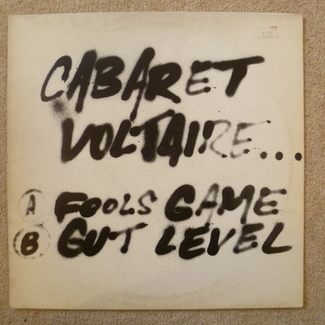 CABARET
VOLTAIRE...
A FOOLS GAME
B GUT LEVEL